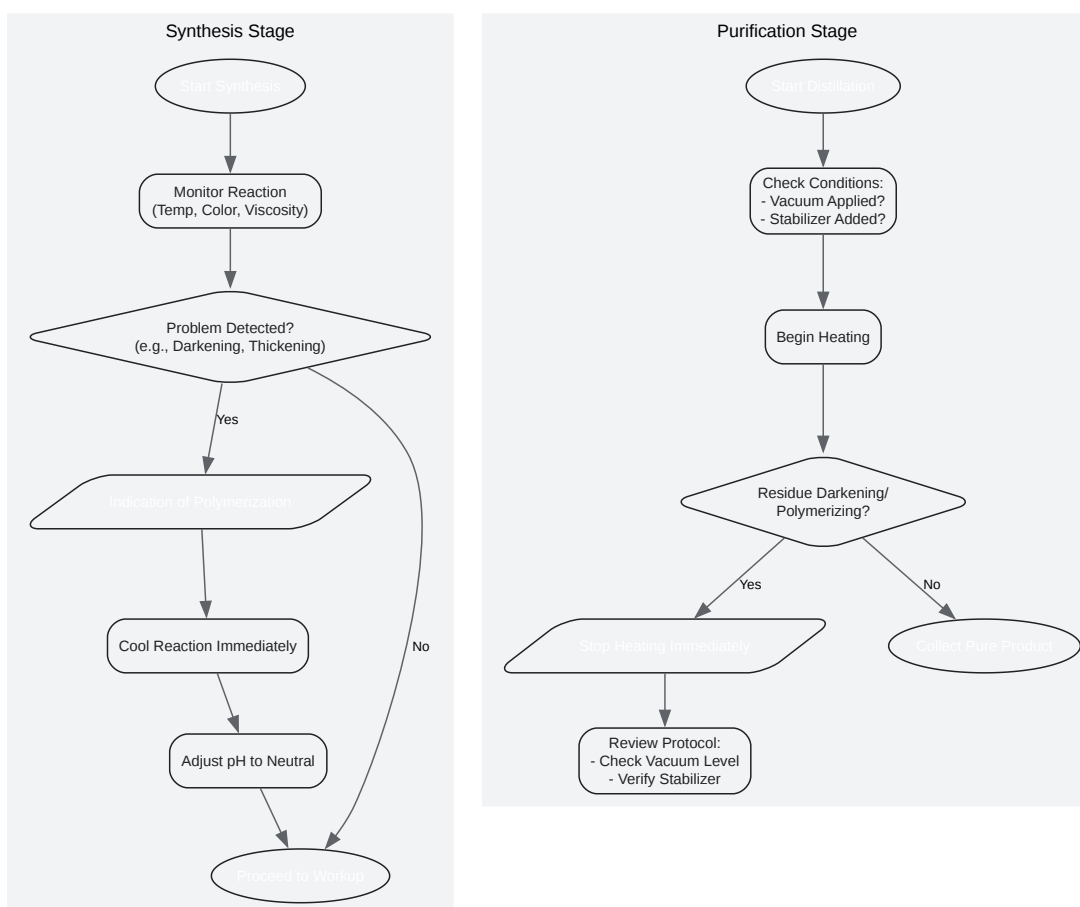 Synthesis Stage
Start Synthesis
Monitor Reaction
(Temp, Color, Viscosity)
Problem Detected?
(e.g., Darkening, Thickening)
Yes
Indication of Polymerization
Cool Reaction Immediately
No
Adjust pH to Neutral
Proceed to Workup
Purification Stage
Start Distillation
Check Conditions:
- Vacuum Applied?
- Stabilizer Added?
Begin Heating
Residue Darkening/
Polymerizing?
Yes
No
Stop Heating Immediately
Collect Pure Product
Review Protocol:
- Check Vacuum Level
- Verify Stabilizer